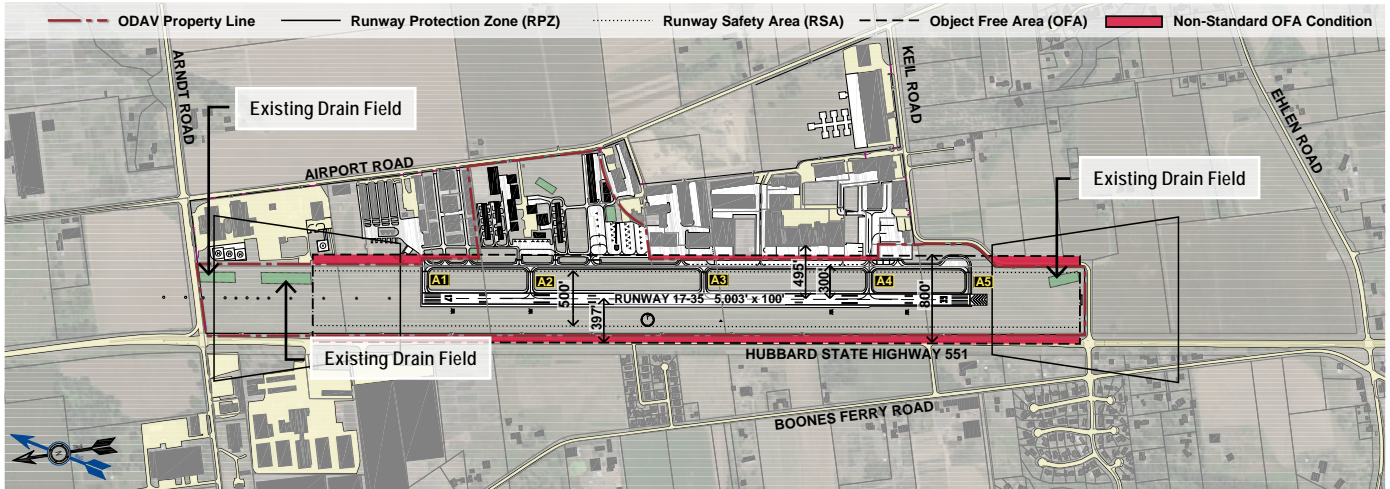 ODAV Property Line
Runway Protection Zone (RPZ)
Runway Safety Area (RSA)
Object Free Area (OFA)
Non-Standard OFA Condition
ARNDT ROAD
KEIL ROAD
EHLEN ROAD
Existing Drain Field
AIRPORT ROAD
Existing Drain Field
A1
A2
A3
A4
A5
500'
397'
495'
300'
800'
17
RUNWAY 17-35 5,003' x 100'
35
Existing Drain Field
HUBBARD STATE HIGHWAY 551
BOONES FERRY ROAD
N